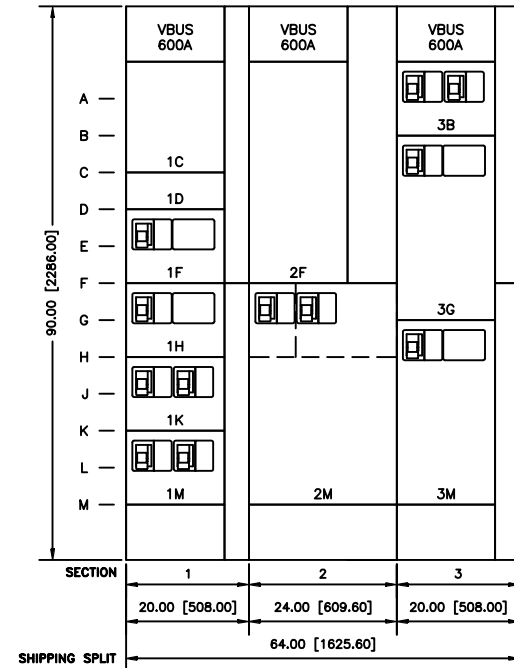 VBUS 600A
VBUS 600A
VBUS 600A
A
3B
B
1C
C
1D
D
E
1F
2F
F
3G
G
1H
H
J
1K
K
L
1M
2M
3M
M
90.00 [2286.00]
SECTION 1 2 3
20.00 [508.00] 24.00 [609.60] 20.00 [508.00]
64.00 [1625.60]
SHIPPING SPLIT